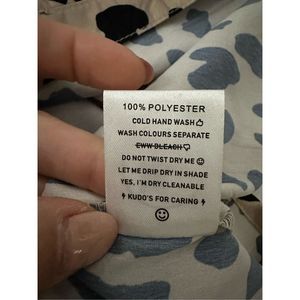 100% POLYESTER
COLD HAND WASH
WASH COLOURS SEPARATE
EWW BLEACH
DO NOT TWIST DRY ME
LET ME DRIP DRY IN SHADE
YES, I'M DRY CLEANABLE
KUDO'S FOR CARING